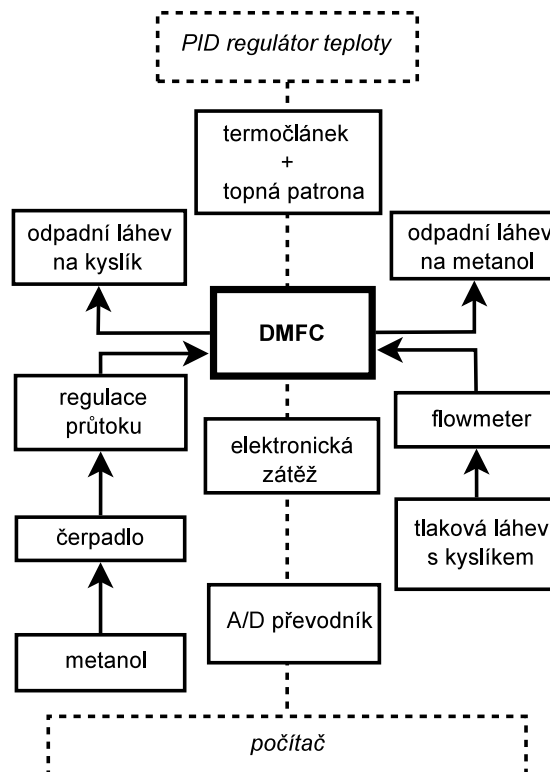 PID regulátor teploty
termočlánek
+
topná patrona
odpadní láhev
na kyslík
odpadní láhev
na metanol
DMFC
regulace
průtoku
flowmeter
elektronická
zátěž
čerpadlo
tlaková láhev
s kyslíkem
A/D převodník
metanol
počítač